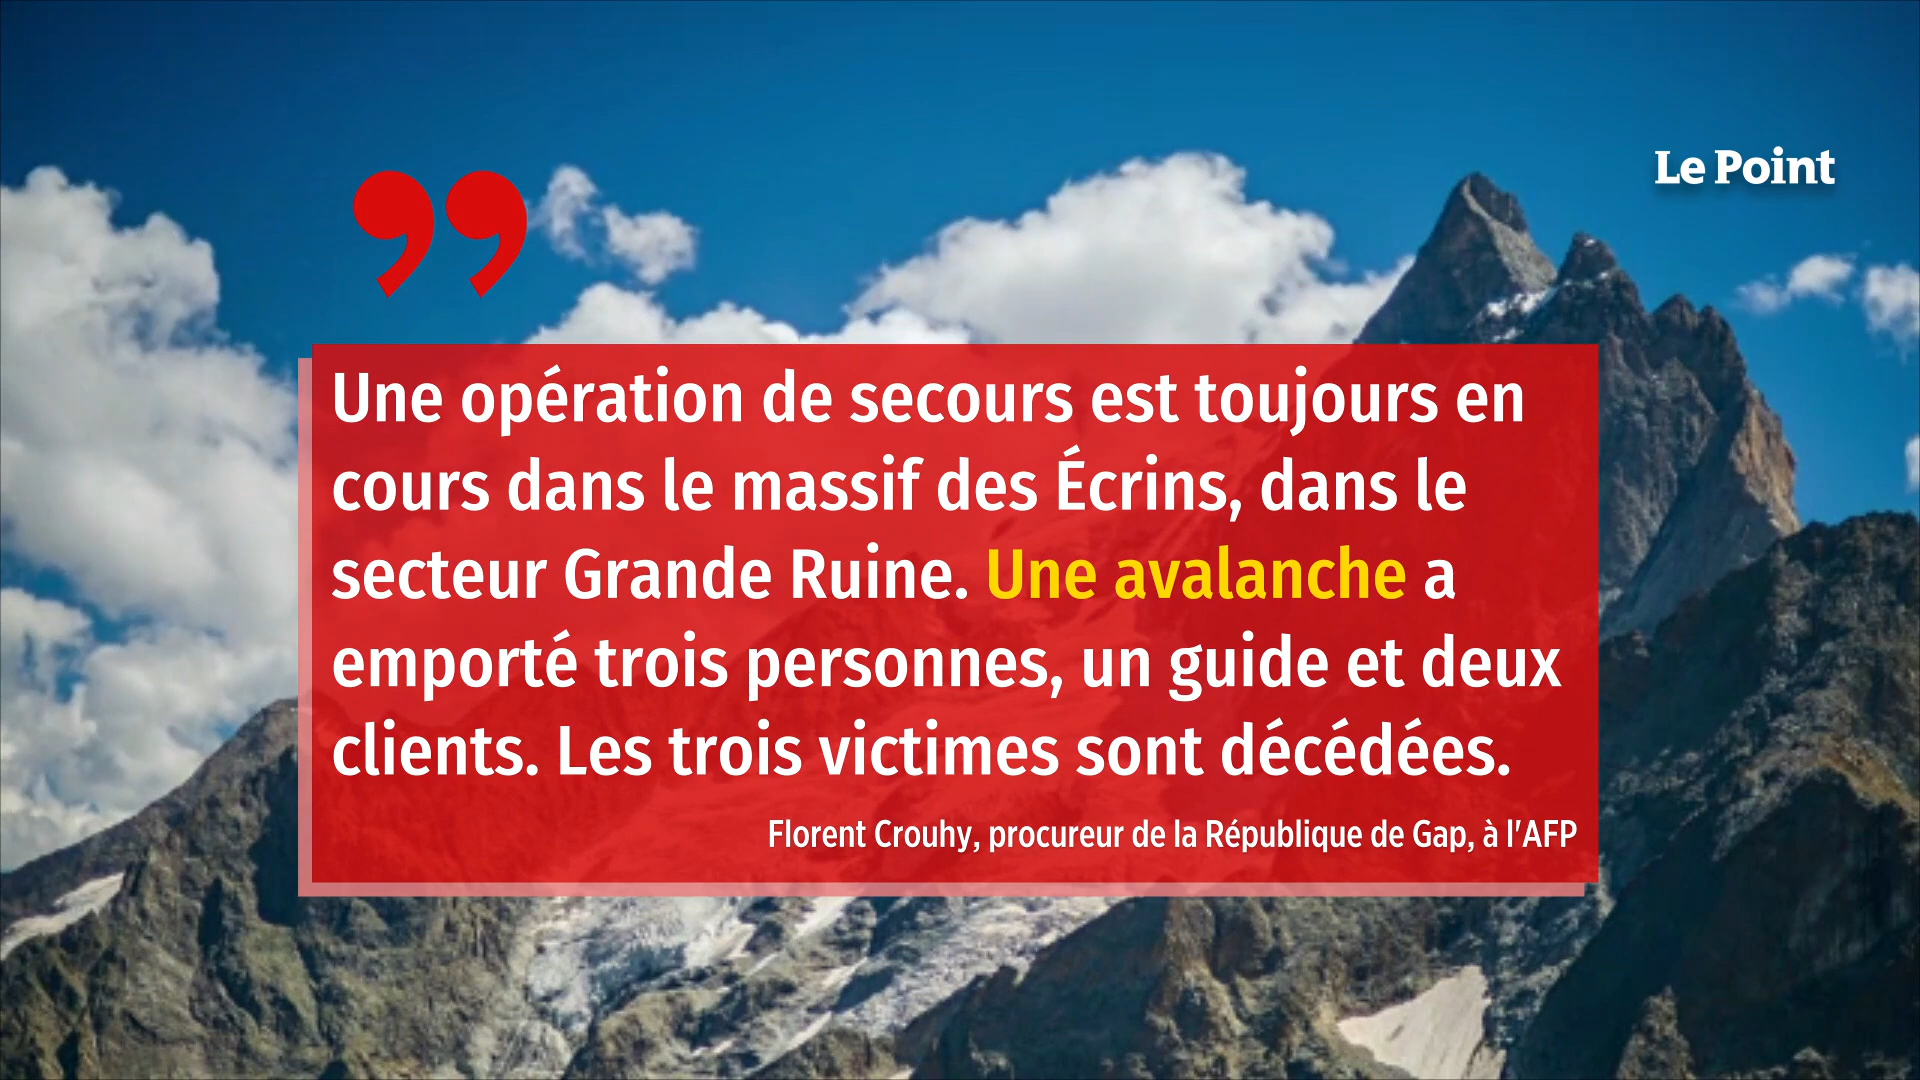 Le Point
”
Une opération de secours est toujours en
cours dans le massif des Écrins, dans le
secteur Grande Ruine. Une avalanche a
emporté trois personnes, un guide et deux
clients. Les trois victimes sont décédées.
Florent Crouhy, procureur de la République de Gap, à l'AFP